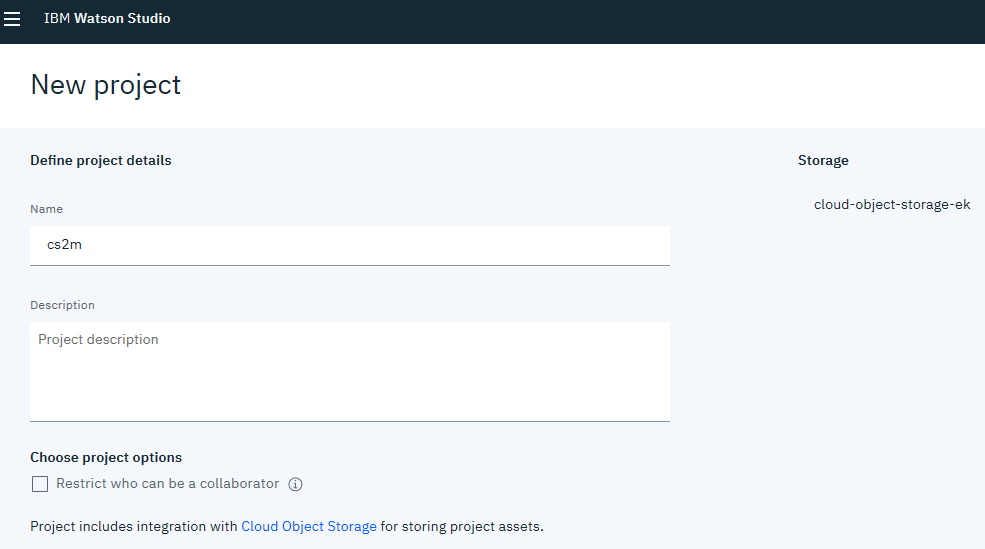 IBM Watson Studio
New project
Define project details
Name
cs2m
Description
Project description
Choose project options
Restrict who can be a collaborator
Project includes integration with Cloud Object Storage for storing project assets.
Storage
cloud-object-storage-ek